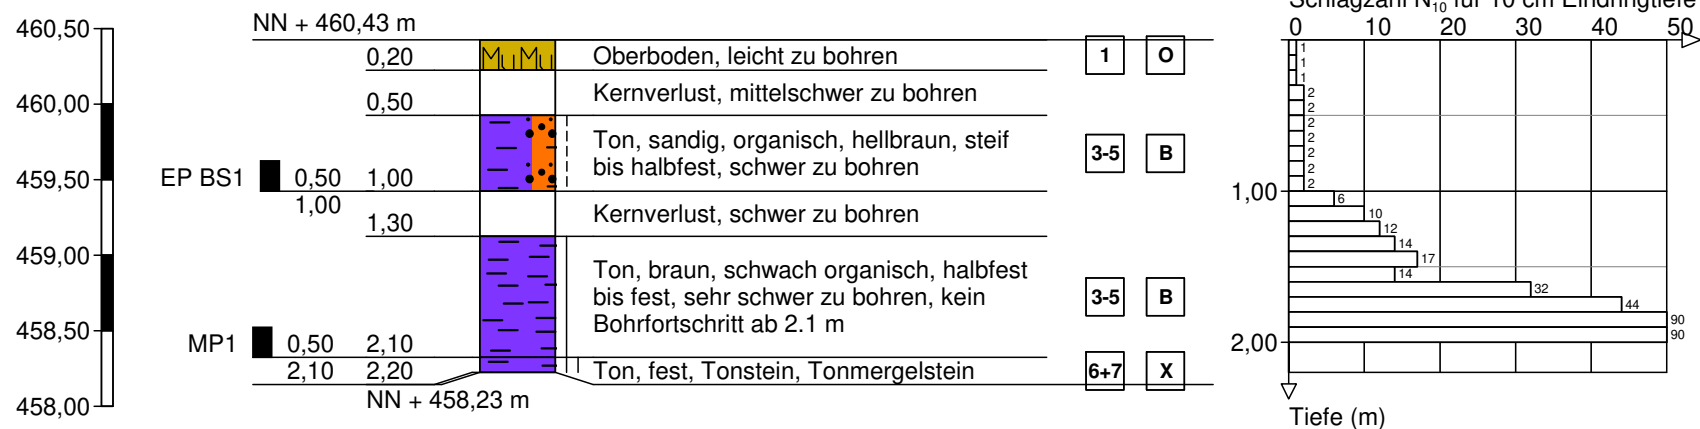 Schlagzahl N10 für 10 cm Eindringtiefe
NN + 460,43 m
0 10 20 30 40 50
460,50
460,00
459,50
459,00
458,50
458,00
0,20 Oberboden, leicht zu bohren 1 O
0,50 Kernverlust, mittelschwer zu bohren
Ton, sandig, organisch, hellbraun, steif
bis halbfest, schwer zu bohren
3-5 B
EP BS1 0,50 1,00
1,00
1,30 Kernverlust, schwer zu bohren
Ton, braun, schwach organisch, halbfest
bis fest, sehr schwer zu bohren, kein
Bohrfortschritt ab 2.1 m
3-5 B
MP1 0,50 2,10
2,10 2,20 Ton, fest, Tonstein, Tonmergelstein 6+7 X
NN + 458,23 m
1
1
1
2
2
2
2
2
2
2
1,00
6
10
12
14
17
14
32
44
90
90
2,00
Tiefe (m)